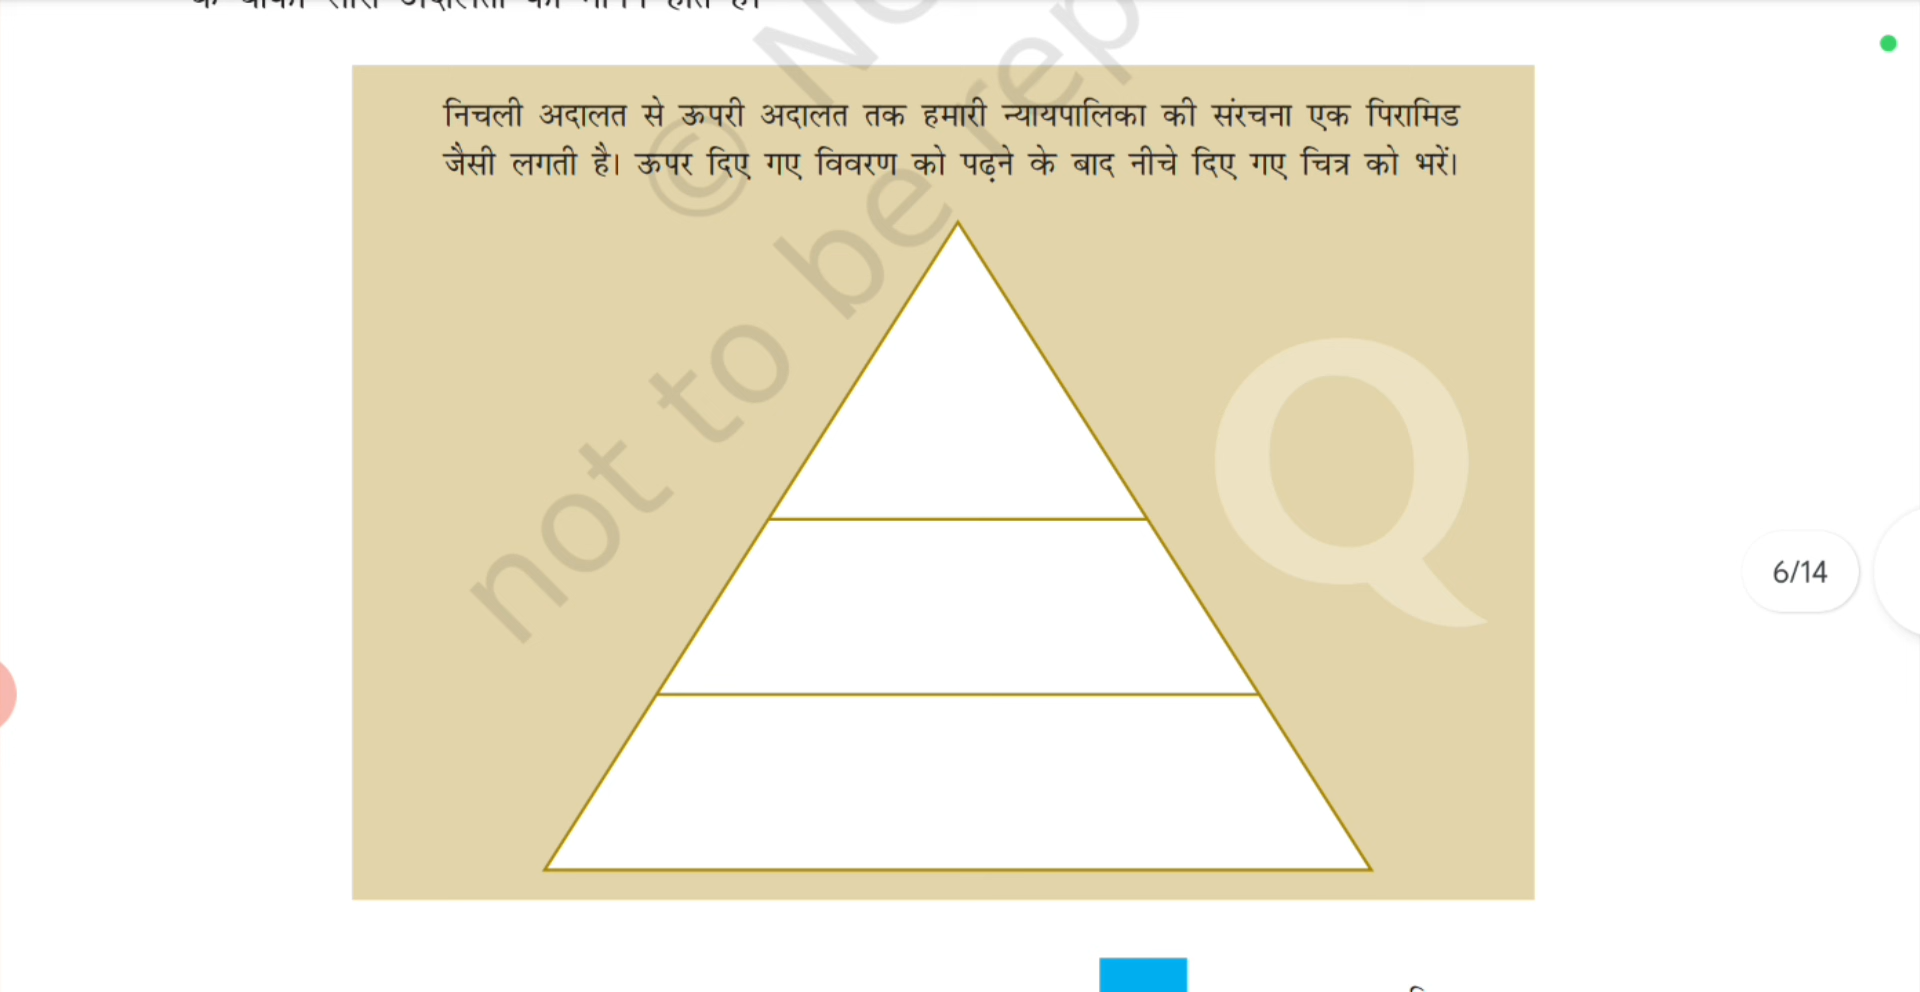 निचली अदालत से ऊपरी अदालत तक हमारी न्यायपालिका की संरचना एक पिरामिड
जैसी लगती है। ऊपर दिए गए विवरण को पढ़ने के बाद नीचे दिए गए चित्र को भरें।
© No
not to be rep
Q
6/14